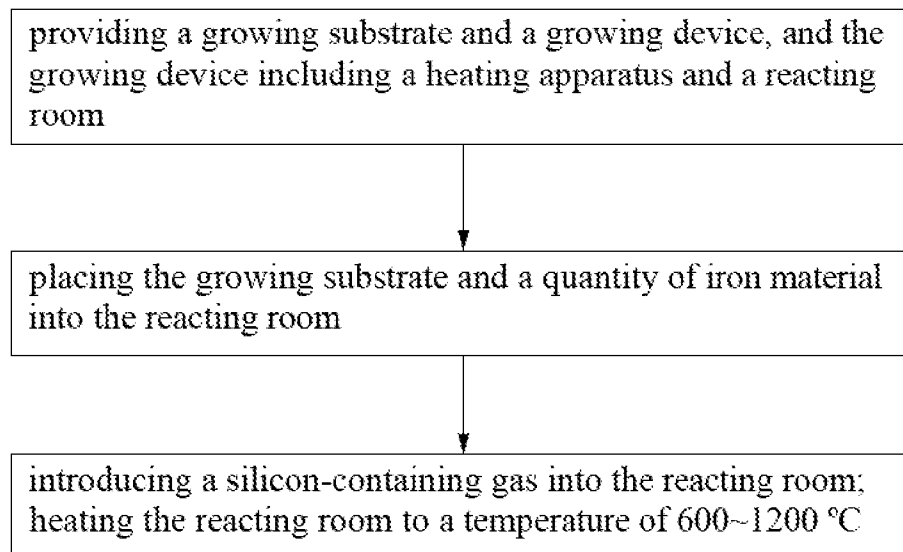 providing a growing substrate and a growing device, and the
growing device including a heating apparatus and a reacting
room
placing the growing substrate and a quantity of iron material
into the reacting room
introducing a silicon-containing gas into the reacting room;
heating the reacting room to a temperature of 600~1200 ºC